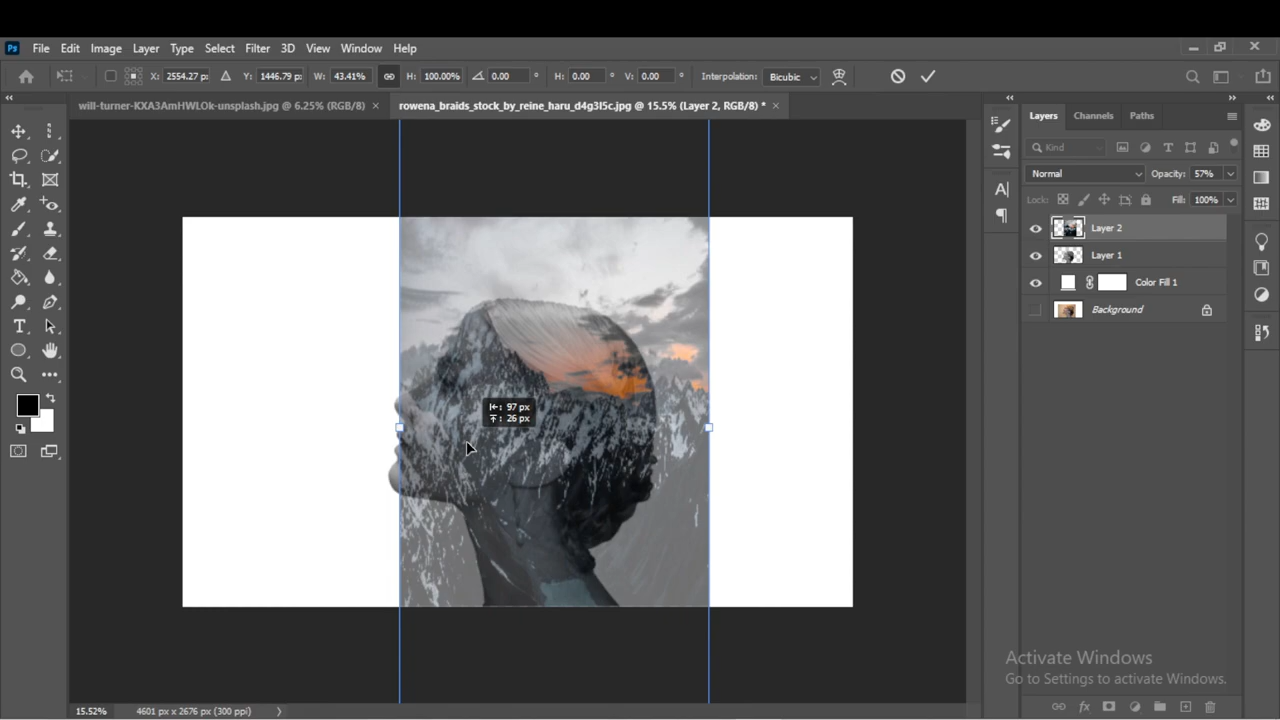 Ps File Edit Image Layer Type Select Filter 3D View Window Help
X: 2554.27 p: Y: 1446.79 p: W: 43.41% H: 100.00% 0.00 ° H: 0.00 ° V: 0.00 ° Interpolation: Bicubic
will-turner-KXA3AmHWLOk-unsplash.jpg @ 6.25% (RGB/8) × rowena_braids_stock_by_reine_haru_d4g3l5c.jpg @ 15.5% (Layer 2, RGB/8) * ×
Layers Channels Paths
Kind
Normal Opacity: 57%
Lock: Fill: 100%
Layer 2
Layer 1
Color Fill 1
Background
: 97 px
: 26 px
Activate Windows
Go to Settings to activate Windows.
15.52% 4601 px x 2676 px (300 ppi)